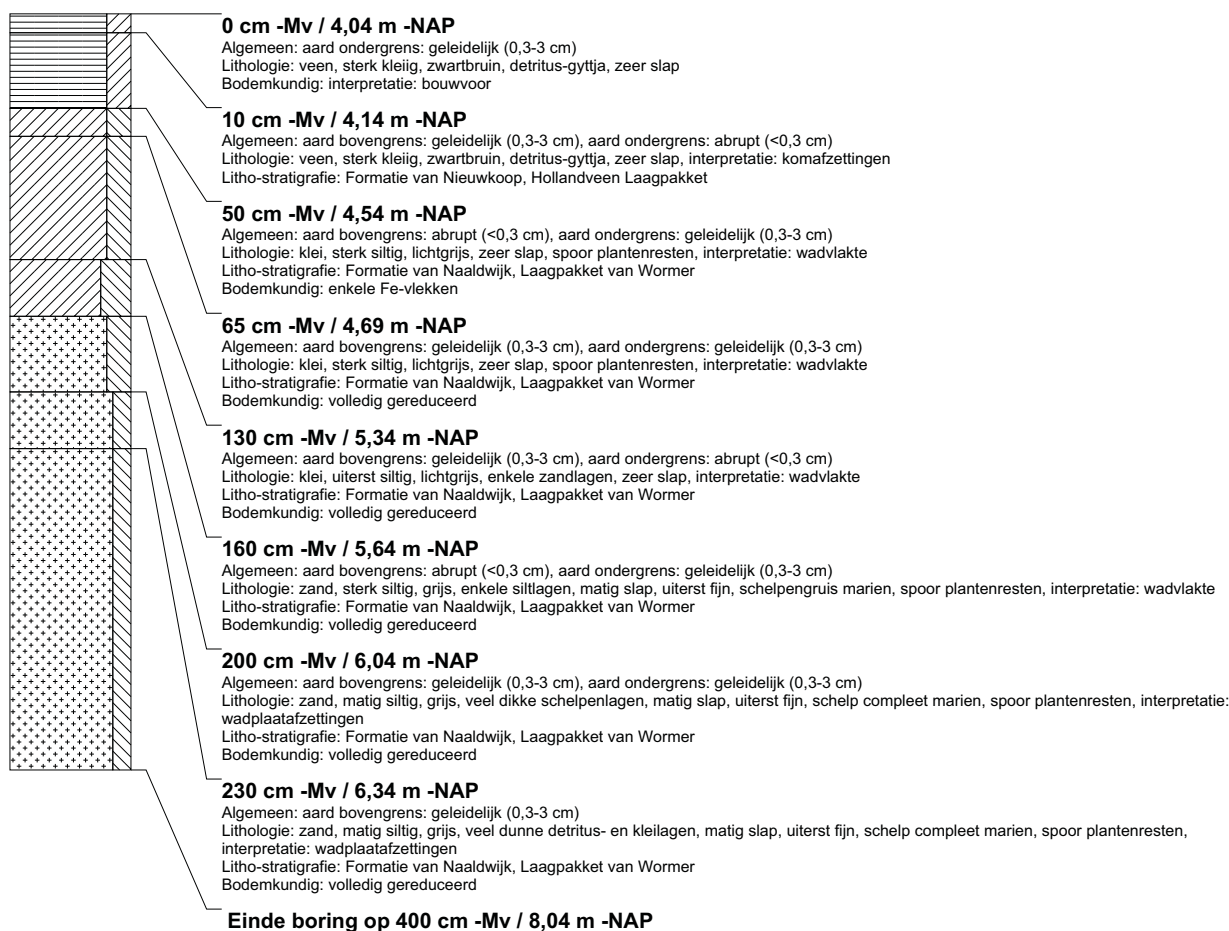 0 cm -Mv / 4,04 m -NAP
Algemeen: aard ondergrens: geleidelijk (0,3-3 cm)
Lithologie: veen, sterk kleiig, zwartbruin, detritus-gyttja, zeer slap
Bodemkundig: interpretatie: bouwvoor
10 cm -Mv / 4,14 m -NAP
Algemeen: aard bovengrens: geleidelijk (0,3-3 cm), aard ondergrens: abrupt (<0,3 cm)
Lithologie: veen, sterk kleiig, zwartbruin, detritus-gyttja, zeer slap, interpretatie: komafzettingen
Litho-stratigrafie: Formatie van Nieuwkoop, Hollandveen Laagpakket
50 cm -Mv / 4,54 m -NAP
Algemeen: aard bovengrens: abrupt (<0,3 cm), aard ondergrens: geleidelijk (0,3-3 cm)
Lithologie: klei, sterk siltig, lichtgrijs, zeer slap, spoor plantenresten, interpretatie: wadvlakte
Litho-stratigrafie: Formatie van Naaldwijk, Laagpakket van Wormer
Bodemkundig: enkele Fe-vlekken
65 cm -Mv / 4,69 m -NAP
Algemeen: aard bovengrens: geleidelijk (0,3-3 cm), aard ondergrens: geleidelijk (0,3-3 cm)
Lithologie: klei, sterk siltig, lichtgrijs, zeer slap, spoor plantenresten, interpretatie: wadvlakte
Litho-stratigrafie: Formatie van Naaldwijk, Laagpakket van Wormer
Bodemkundig: volledig gereduceerd
130 cm -Mv / 5,34 m -NAP
Algemeen: aard bovengrens: geleidelijk (0,3-3 cm), aard ondergrens: abrupt (<0,3 cm)
Lithologie: klei, uiterst siltig, lichtgrijs, enkele zandlagen, zeer slap, interpretatie: wadvlakte
Litho-stratigrafie: Formatie van Naaldwijk, Laagpakket van Wormer
Bodemkundig: volledig gereduceerd
160 cm -Mv / 5,64 m -NAP
Algemeen: aard bovengrens: abrupt (<0,3 cm), aard ondergrens: geleidelijk (0,3-3 cm)
Lithologie: zand, sterk siltig, grijs, enkele siltlagen, matig slap, uiterst fijn, schelpengruis marien, spoor plantenresten, interpretatie: wadvlakte
Litho-stratigrafie: Formatie van Naaldwijk, Laagpakket van Wormer
Bodemkundig: volledig gereduceerd
200 cm -Mv / 6,04 m -NAP
Algemeen: aard bovengrens: geleidelijk (0,3-3 cm), aard ondergrens: geleidelijk (0,3-3 cm)
Lithologie: zand, matig siltig, grijs, veel dikke schelpenlagen, matig slap, uiterst fijn, schelp compleet marien, spoor plantenresten, interpretatie:
wadplaatafzettingen
Litho-stratigrafie: Formatie van Naaldwijk, Laagpakket van Wormer
Bodemkundig: volledig gereduceerd
230 cm -Mv / 6,34 m -NAP
Algemeen: aard bovengrens: geleidelijk (0,3-3 cm)
Lithologie: zand, matig siltig, grijs, veel dunne detritus- en kleilagen, matig slap, uiterst fijn, schelp compleet marien, spoor plantenresten,
interpretatie: wadplaatafzettingen
Litho-stratigrafie: Formatie van Naaldwijk, Laagpakket van Wormer
Bodemkundig: volledig gereduceerd
Einde boring op 400 cm -Mv / 8,04 m -NAP